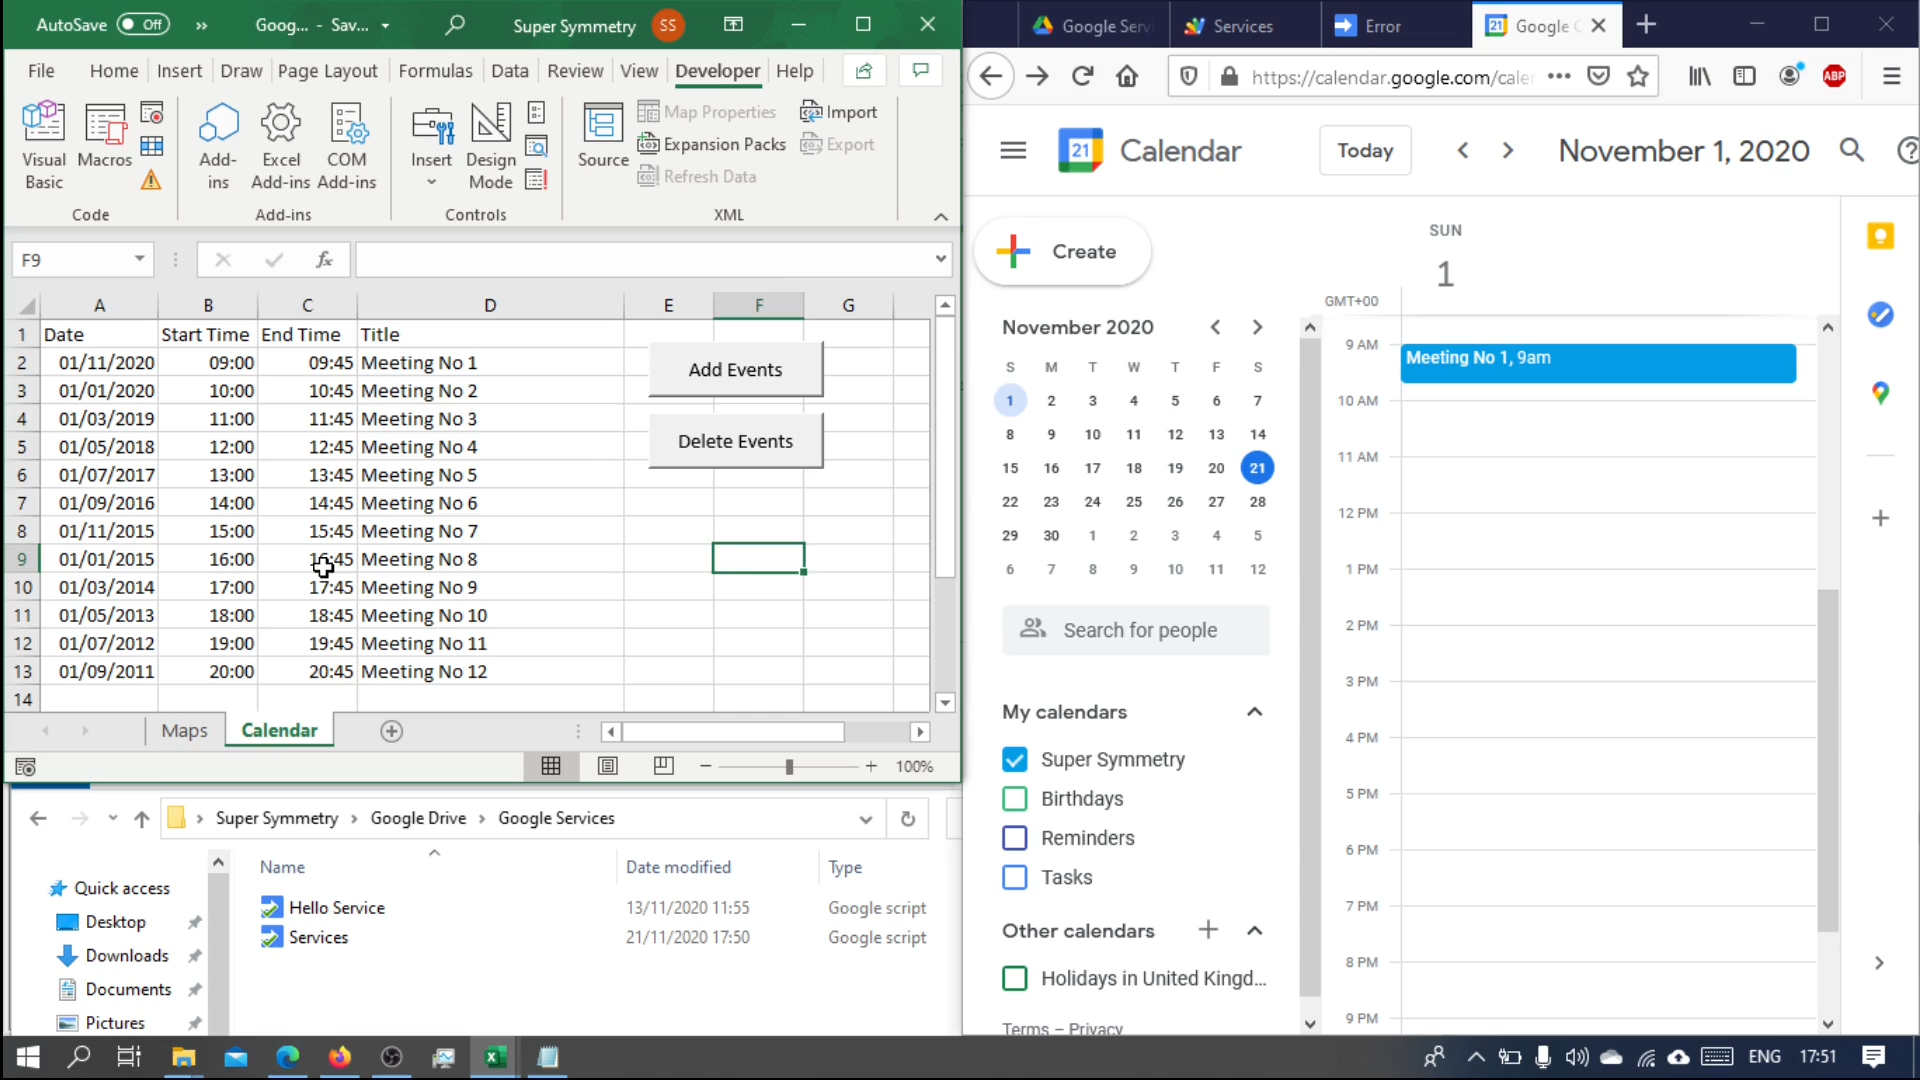 AutoSave Off » Goog... - Sav... Super Symmetry SS
File Home Insert Draw Page Layout Formulas Data Review View Developer Help
Visual Basic
Macros
Add-ins
Excel Add-ins
COM Add-ins
Insert
Design Mode
Source
Map Properties
Expansion Packs
Refresh Data
Import
Export
Code Add-ins Controls XML
F9 fx
A B C D E F G
1 Date Start Time End Time Title
2 01/11/2020 09:00 09:45 Meeting No 1
3 01/01/2020 10:00 10:45 Meeting No 2
4 01/03/2019 11:00 11:45 Meeting No 3
5 01/05/2018 12:00 12:45 Meeting No 4
6 01/07/2017 13:00 13:45 Meeting No 5
7 01/09/2016 14:00 14:45 Meeting No 6
8 01/11/2015 15:00 15:45 Meeting No 7
9 01/01/2015 16:00 16:45 Meeting No 8
10 01/03/2014 17:00 17:45 Meeting No 9
11 01/05/2013 18:00 18:45 Meeting No 10
12 01/07/2012 19:00 19:45 Meeting No 11
13 01/09/2011 20:00 20:45 Meeting No 12
14
Add Events
Delete Events
Maps Calendar
100%
Super Symmetry › Google Drive › Google Services
Name Date modified Type
Quick access
Desktop
Downloads
Documents
Pictures
Hello Service 13/11/2020 11:55 Google script
Services 21/11/2020 17:50 Google script
Google Serv Services Error Google C
https://calendar.google.com/caler ABP
21 Calendar Today November 1, 2020
Create
SUN
1
GMT+00
November 2020
S M T W T F S
1 2 3 4 5 6 7
8 9 10 11 12 13 14
15 16 17 18 19 20 21
22 23 24 25 26 27 28
29 30 1 2 3 4 5
6 7 8 9 10 11 12
Search for people
My calendars
Super Symmetry
Birthdays
Reminders
Tasks
Other calendars
Holidays in United Kingd...
Terms – Privacy
9 AM
Meeting No 1, 9am
10 AM
11 AM
12 PM
1 PM
2 PM
3 PM
4 PM
5 PM
6 PM
7 PM
8 PM
9 PM
ENG 17:51